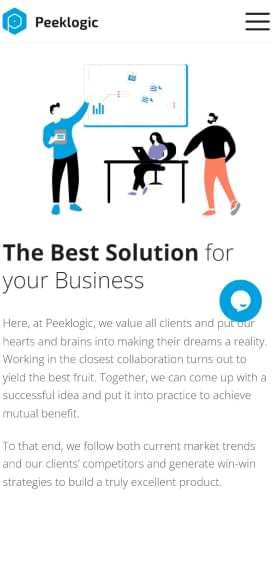 Peeklogic
The Best Solution for
your Business
Here, at Peeklogic, we value all clients and put our
hearts and brains into making their dreams a reality.
Working in the closest collaboration turns out to
yield the best fruit. Together, we can come up with a
successful idea and put it into practice to achieve
mutual benefit.
To that end, we follow both current market trends
and our clients’ competitors and generate win-win
strategies to build a truly excellent product.